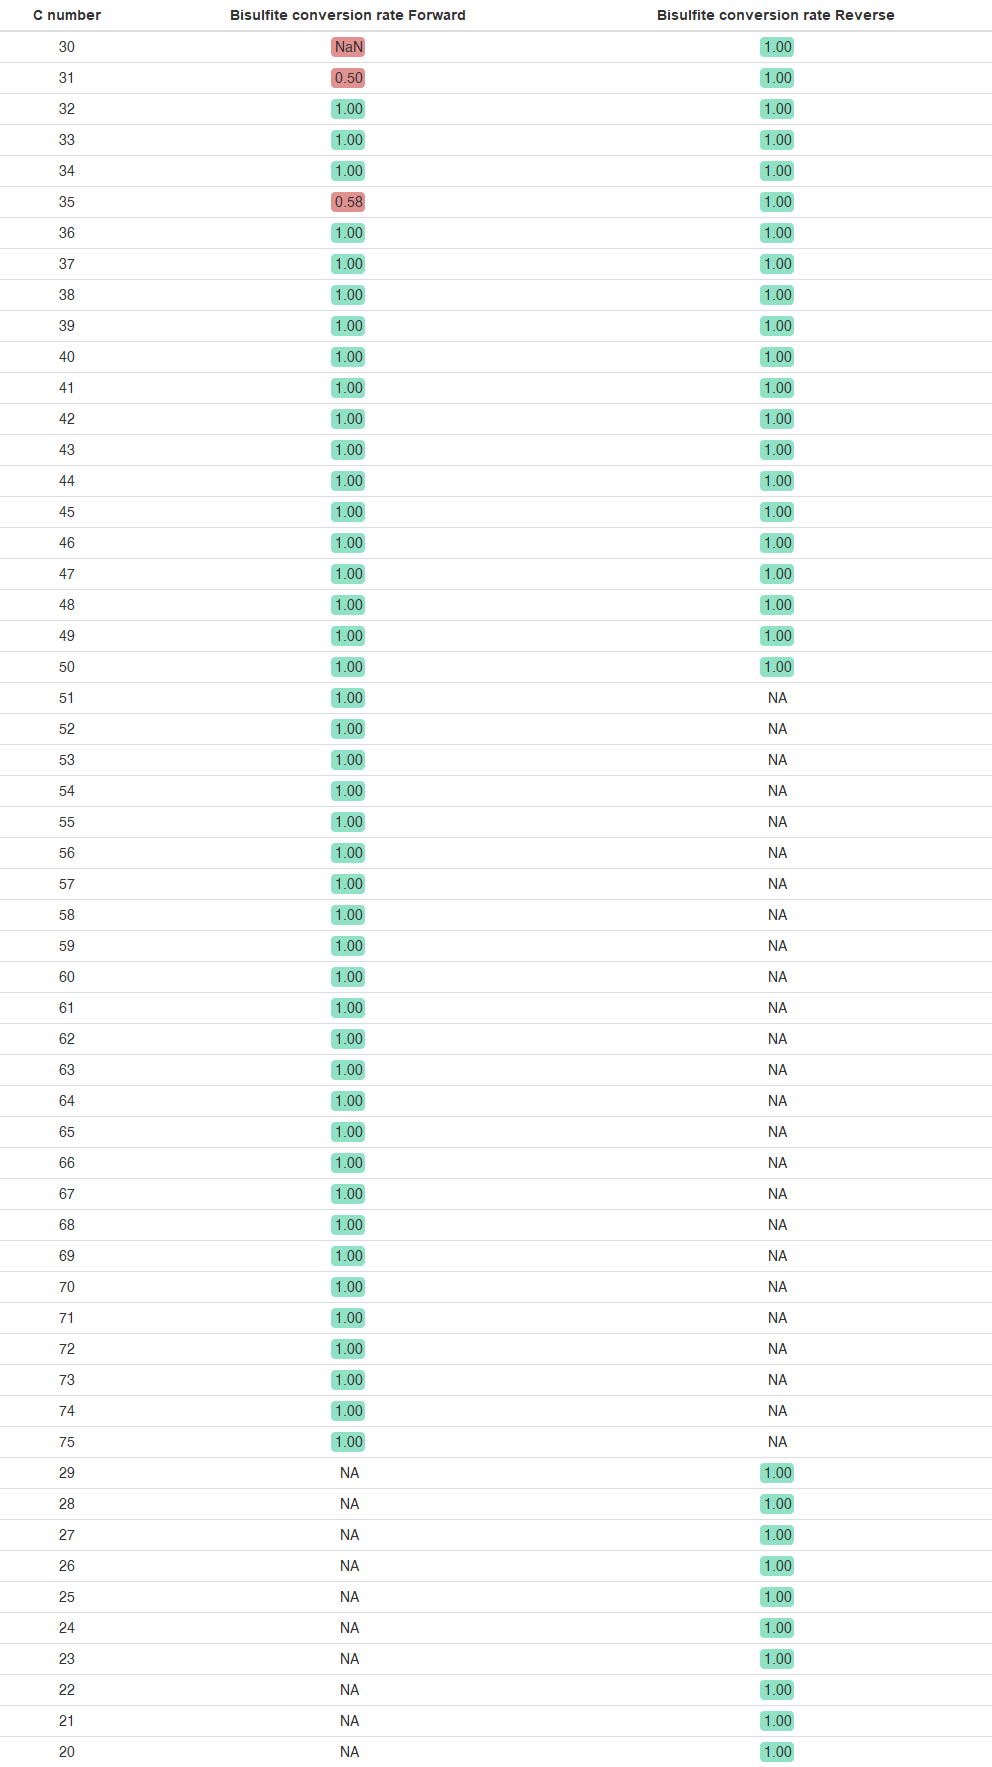 C number Bisulfite conversion rate Forward Bisulfite conversion rate Reverse
30 NaN 1.00
31 0.50 1.00
32 1.00 1.00
33 1.00 1.00
34 1.00 1.00
35 0.58 1.00
36 1.00 1.00
37 1.00 1.00
38 1.00 1.00
39 1.00 1.00
40 1.00 1.00
41 1.00 1.00
42 1.00 1.00
43 1.00 1.00
44 1.00 1.00
45 1.00 1.00
46 1.00 1.00
47 1.00 1.00
48 1.00 1.00
49 1.00 1.00
50 1.00 1.00
51 1.00 NA
52 1.00 NA
53 1.00 NA
54 1.00 NA
55 1.00 NA
56 1.00 NA
57 1.00 NA
58 1.00 NA
59 1.00 NA
60 1.00 NA
61 1.00 NA
62 1.00 NA
63 1.00 NA
64 1.00 NA
65 1.00 NA
66 1.00 NA
67 1.00 NA
68 1.00 NA
69 1.00 NA
70 1.00 NA
71 1.00 NA
72 1.00 NA
73 1.00 NA
74 1.00 NA
75 1.00 NA
29 NA 1.00
28 NA 1.00
27 NA 1.00
26 NA 1.00
25 NA 1.00
24 NA 1.00
23 NA 1.00
22 NA 1.00
21 NA 1.00
20 NA 1.00